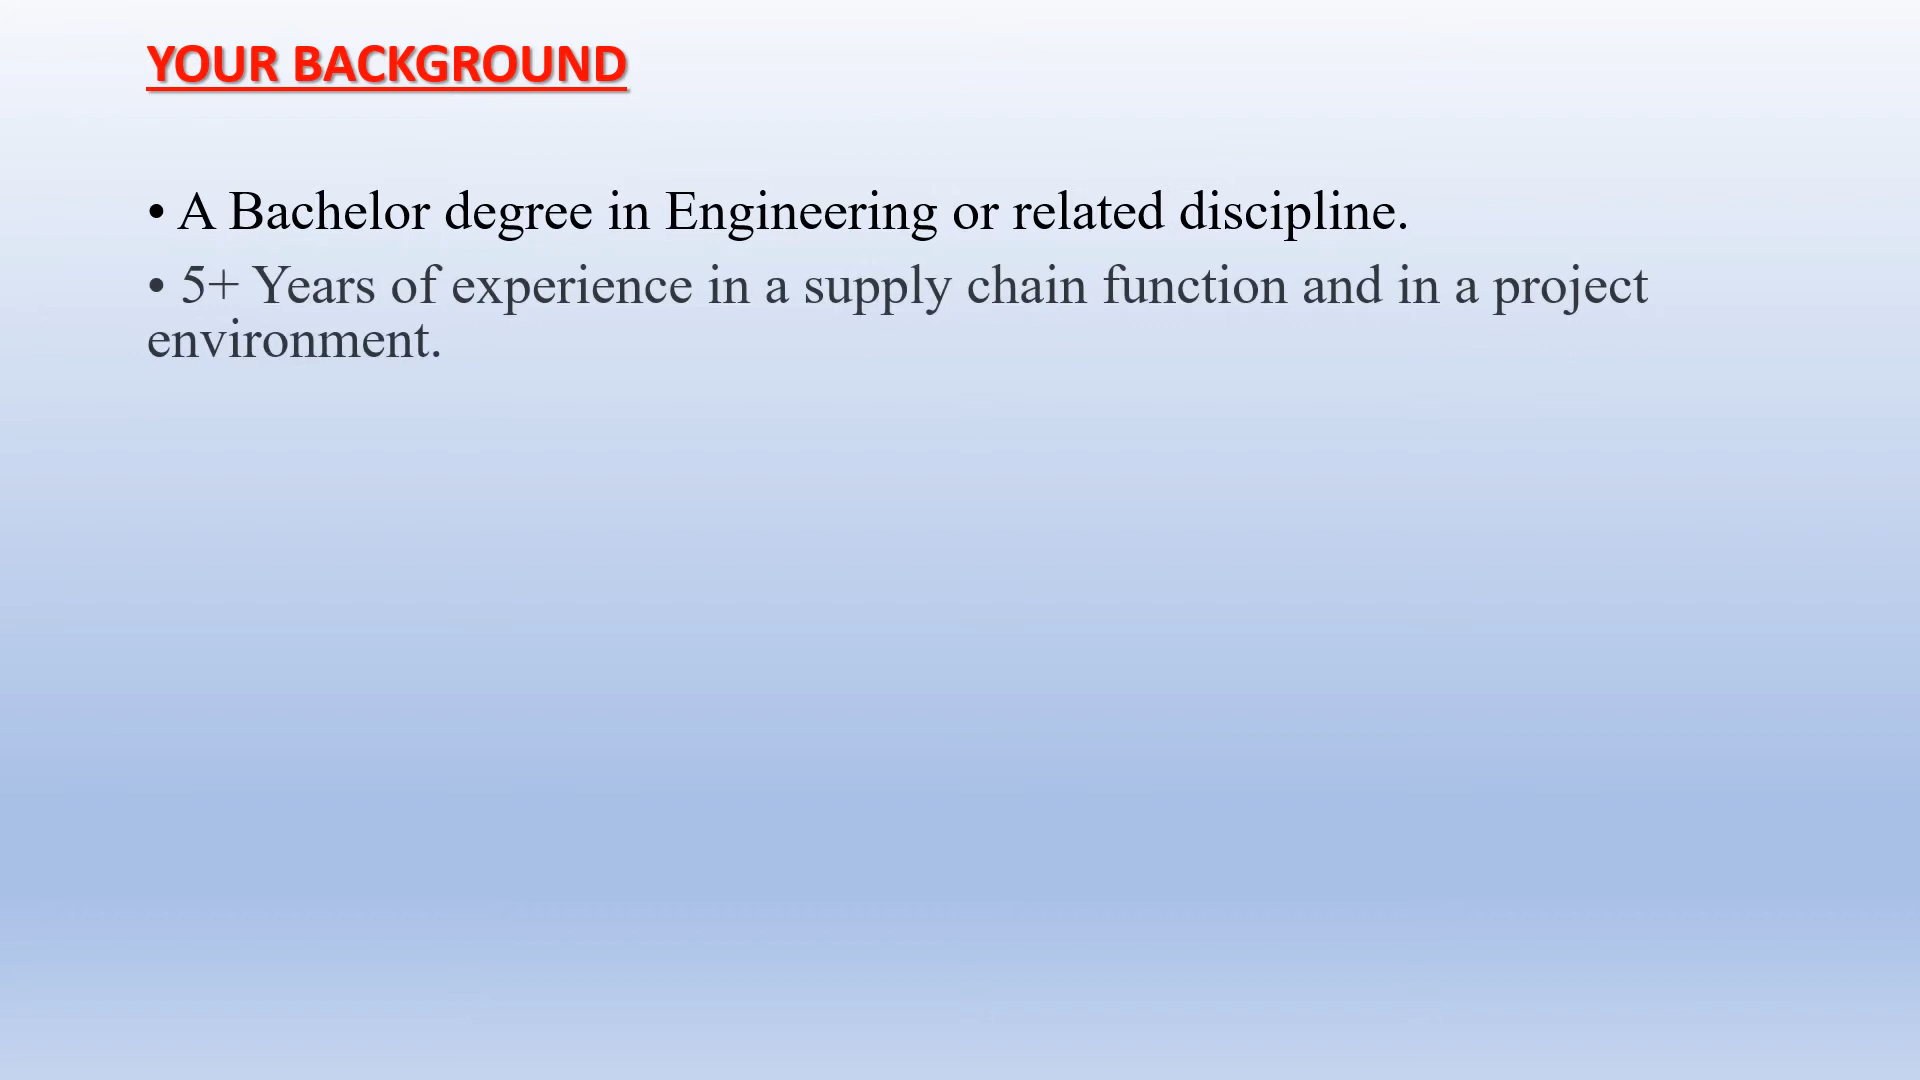 YOUR BACKGROUND
• A Bachelor degree in Engineering or related discipline.
• 5+ Years of experience in a supply chain function and in a project
environment.